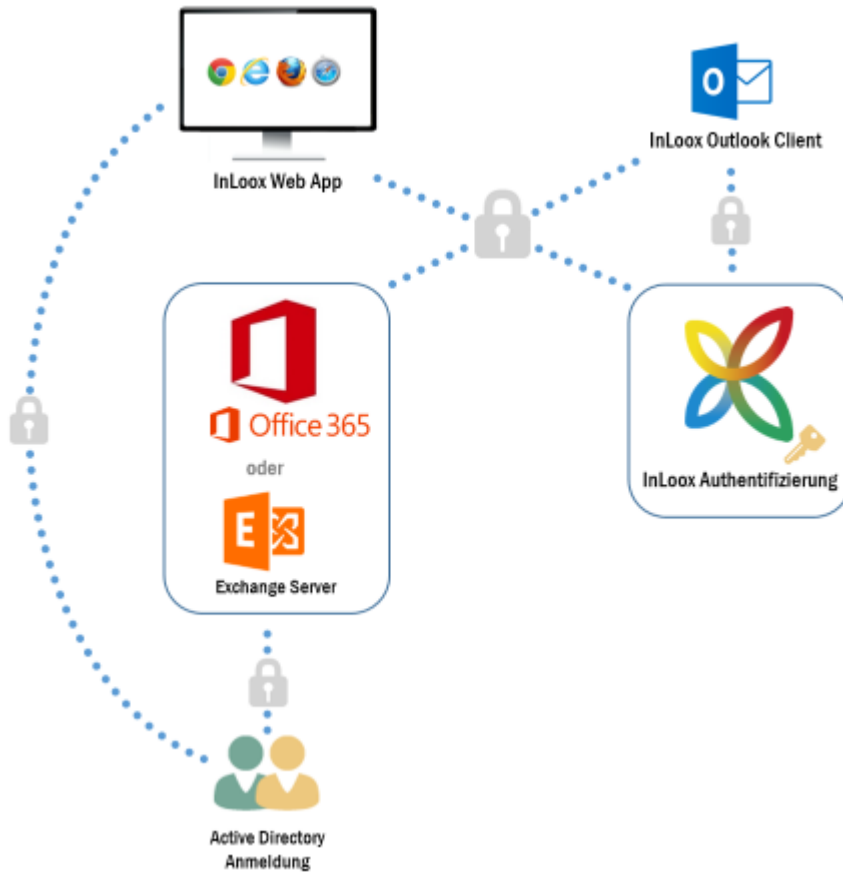 InLoox Web App
InLoox Outlook Client
Office 365
oder
Exchange Server
InLoox Authentifizierung
Active Directory
Anmeldung